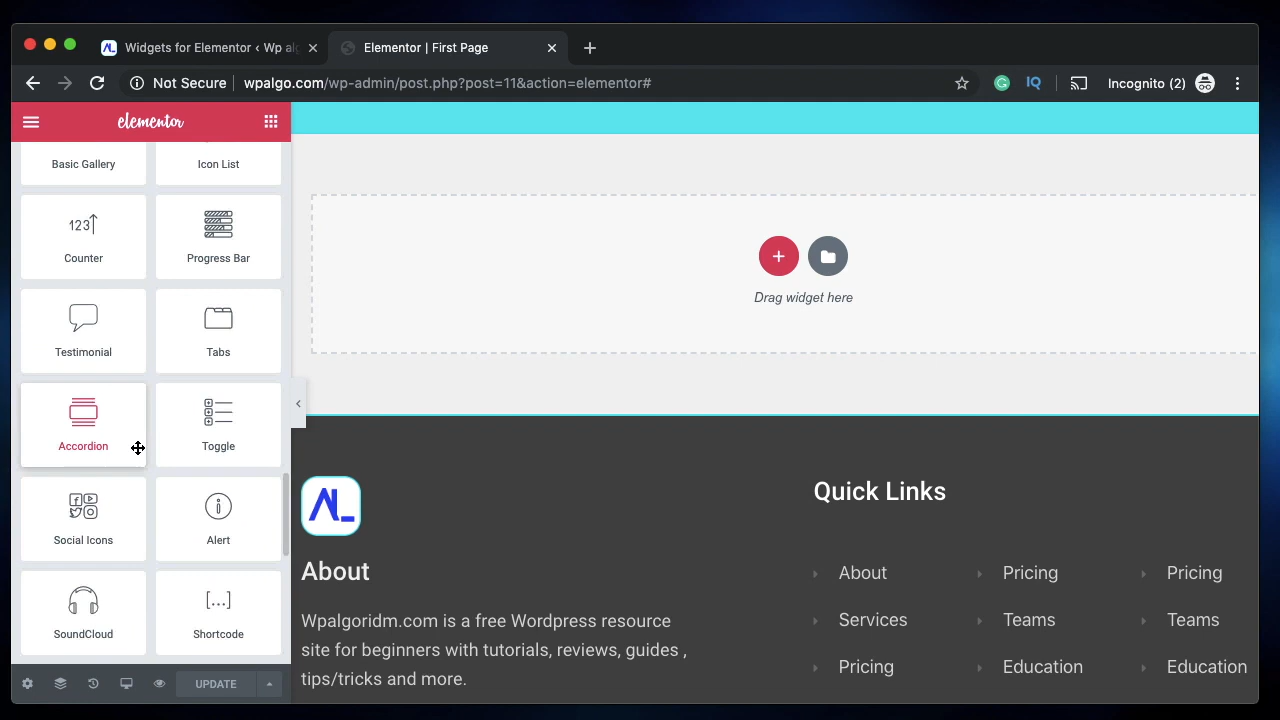 Widgets for Elementor ‹ Wp alg
Elementor | First Page
Not Secure
wpalgo.com/wp-admin/post.php?post=11&action=elementor#
IQ
Incognito (2)
elementor
Basic Gallery
Icon List
123
Counter
Progress Bar
Testimonial
Tabs
Accordion
Toggle
Social Icons
Alert
[...]
SoundCloud
Shortcode
UPDATE
Drag widget here
AL_
About
Wpalgoridm.com is a free Wordpress resource
site for beginners with tutorials, reviews, guides ,
tips/tricks and more.
Quick Links
About
Pricing
Pricing
Services
Teams
Teams
Pricing
Education
Education